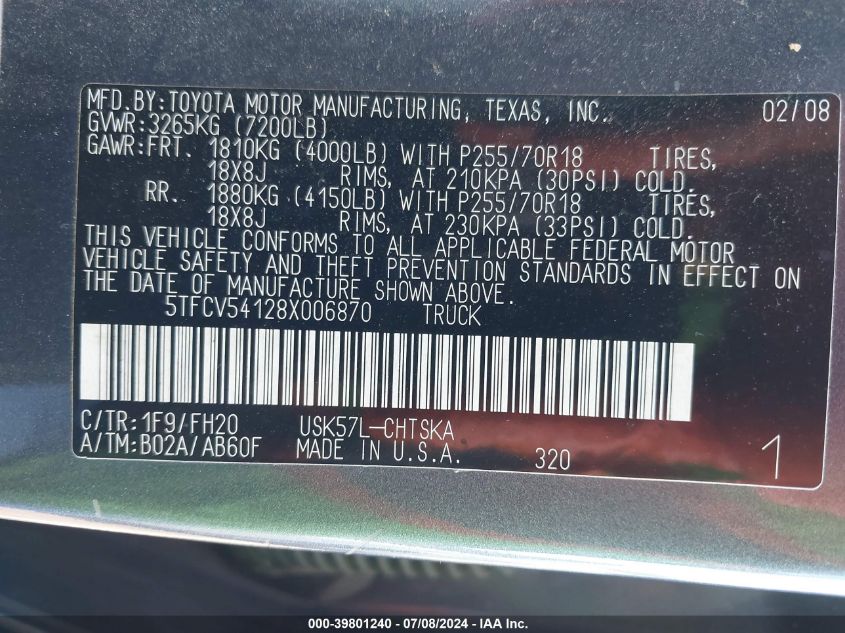 MFD.BY:TOYOTA MOTOR MANUFACTURING, TEXAS, INC. 02/08
GVWR:3265KG (7200LB)
GAWR:FRT. 1810KG (4000LB) WITH P255/70R18 TIRES,
18X8J RIMS, AT 210KPA (30PSI) COLD.
RR. 1880KG (4150LB) WITH P255/70R18 TIRES,
18X8J RIMS, AT 230KPA (33PSI) COLD.
THIS VEHICLE CONFORMS TO ALL APPLICABLE FEDERAL MOTOR
VEHICLE SAFETY AND THEFT PREVENTION STANDARDS IN EFFECT ON
THE DATE OF MANUFACTURE SHOWN ABOVE.
5TFCV54128X006870 TRUCK
C/TR:1F9/FH20 USK57L-CHTSKA
A/TM:B02A/AB60F MADE IN U.S.A. 320 1
000-39801240 - 07/08/2024 - IAA Inc.